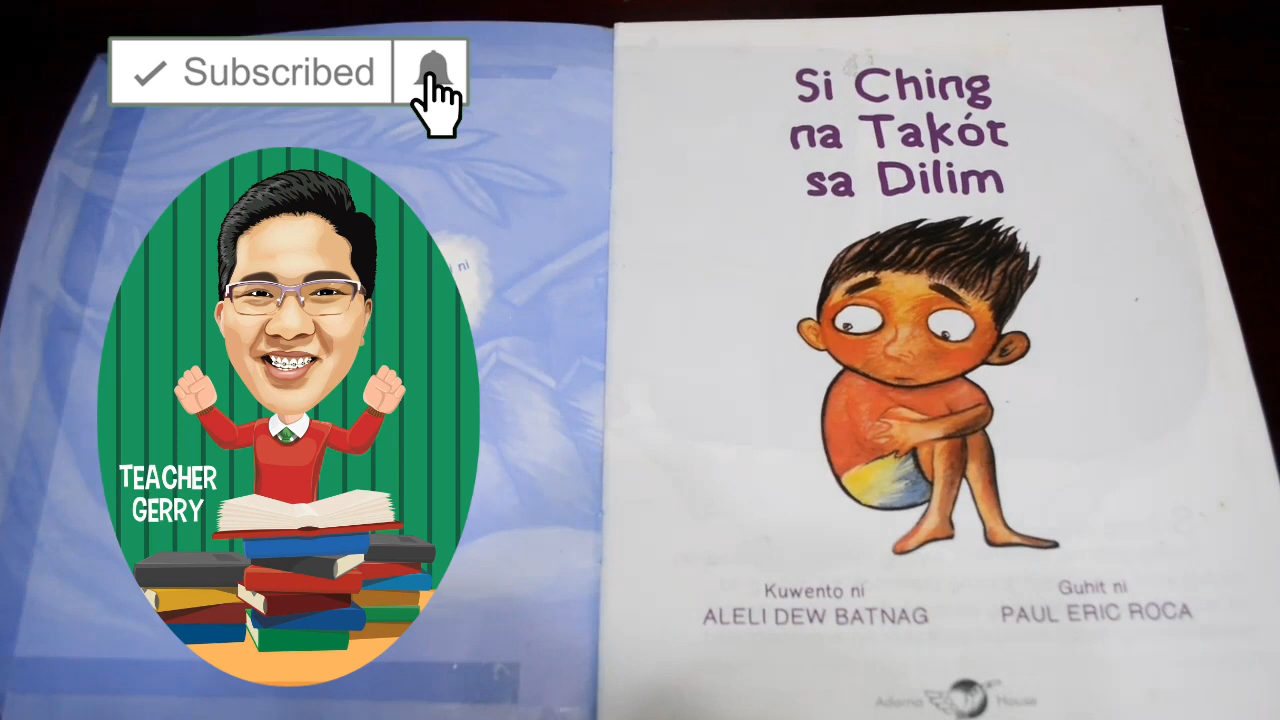 Subscribed
ni
TEACHER
GERRY
Si Ching
na Takót
sa Dilim
Kuwento ni
ALELI DEW BATNAG
Guhit ni
PAUL ERIC ROCA
Adarna House